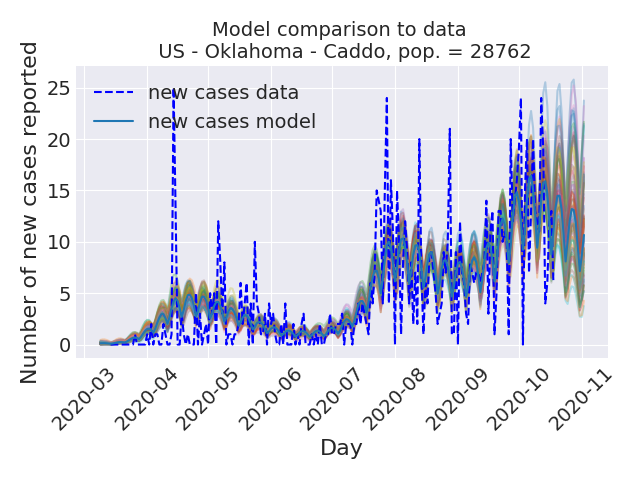 Model comparison to data
US - Oklahoma - Caddo, pop. = 28762
Number of new cases reported
25
20
15
10
5
0
new cases data
new cases model
2020-03
2020-04
2020-05
2020-06
2020-07
2020-08
2020-09
2020-10
2020-11
Day